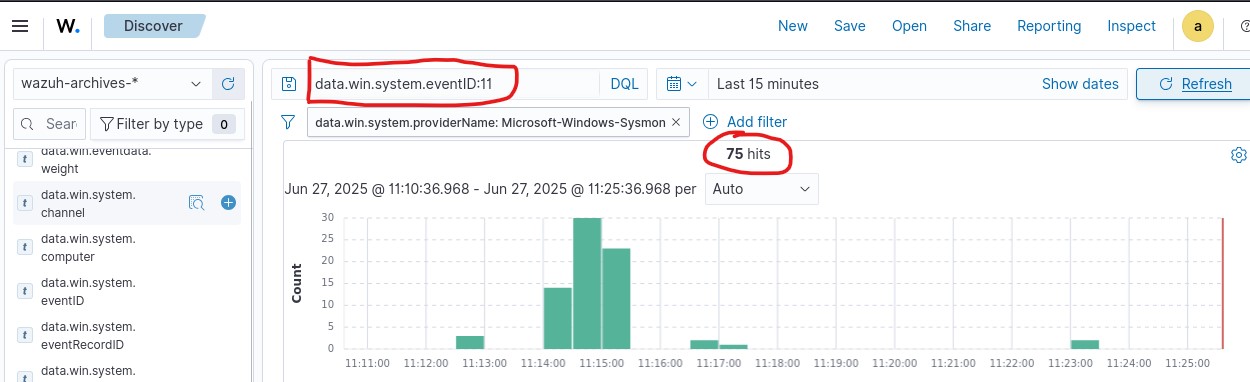 W.
Discover
New
Save
Open
Share
Reporting
Inspect
a
wazuh-archives-*
data.win.system.eventID:11
DQL
Last 15 minutes
Show dates
Refresh
Sear
Filter by type
0
data.win.system.providerName: Microsoft-Windows-Sysmon
Add filter
75 hits
Jun 27, 2025 @ 11:10:36.968 - Jun 27, 2025 @ 11:25:36.968 per
Auto
t
data.win.eventdata.
weight
t
data.win.system.
channel
t
data.win.system.
computer
t
data.win.system.
eventID
t
data.win.system.
eventRecordID
t
data.win.system.
Count
30
25
20
15
10
5
0
11:11:00
11:12:00
11:13:00
11:14:00
11:15:00
11:16:00
11:17:00
11:18:00
11:19:00
11:20:00
11:21:00
11:22:00
11:23:00
11:24:00
11:25:00